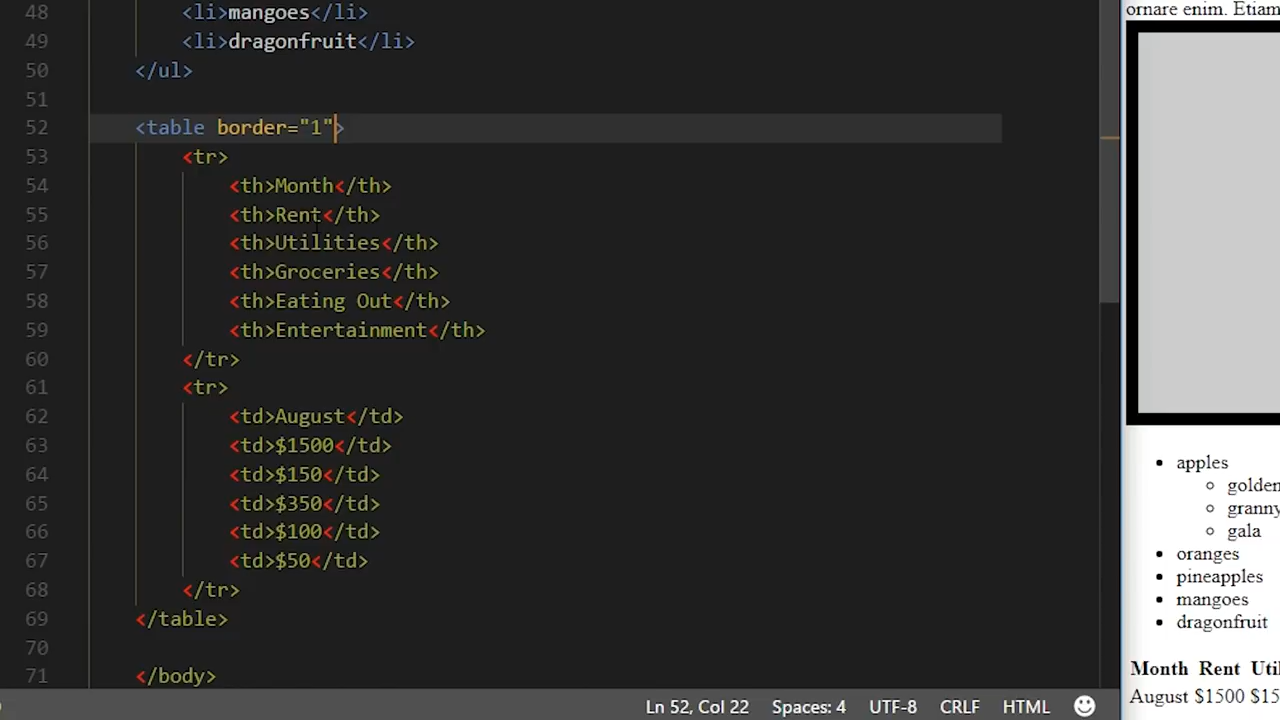 48 <li>mangoes</li>
49 <li>dragonfruit</li>
50 </ul>
51
52 <table border="1">
53 <tr>
54 <th>Month</th>
55 <th>Rent</th>
56 <th>Utilities</th>
57 <th>Groceries</th>
58 <th>Eating Out</th>
59 <th>Entertainment</th>
60 </tr>
61 <tr>
62 <td>August</td>
63 <td>$1500</td>
64 <td>$150</td>
65 <td>$350</td>
66 <td>$100</td>
67 <td>$50</td>
68 </tr>
69 </table>
70
71 </body>
Ln 52, Col 22 Spaces: 4 UTF-8 CRLF HTML
ornare enim. Etiam
apples
golden
granny
gala
oranges
pineapples
mangoes
dragonfruit
Month Rent Util
August $1500 $15